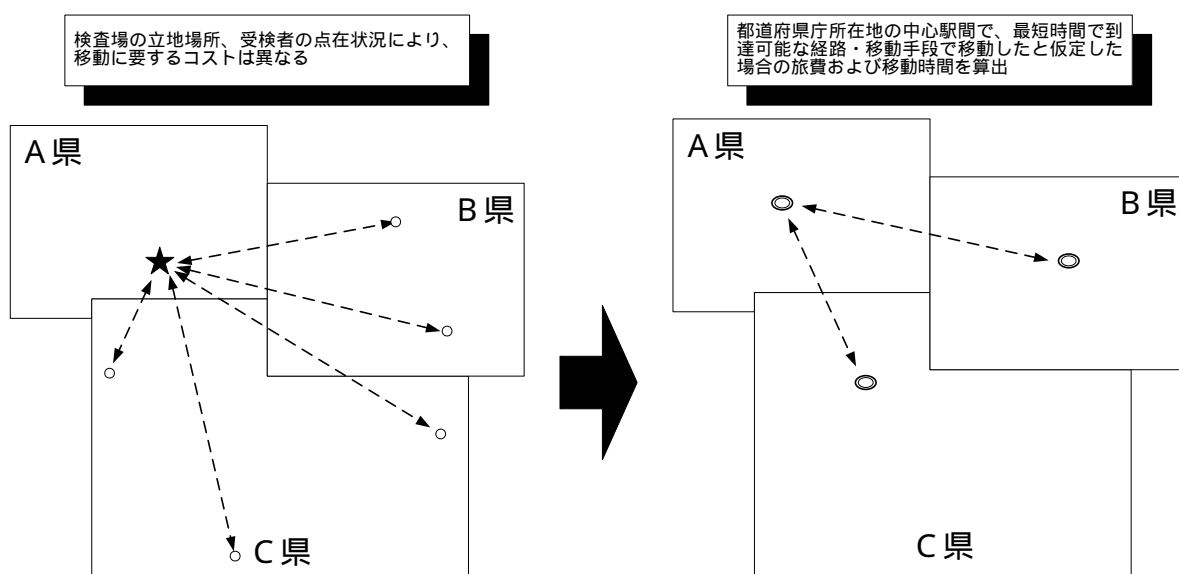 検査場の立地場所、受検者の点在状況により、
移動に要するコストは異なる
都道府県庁所在地の中心駅間で、最短時間で到
達可能な経路・移動手段で移動したと仮定した
場合の旅費および移動時間を算出
A県
B県
C県
A県
B県
C県